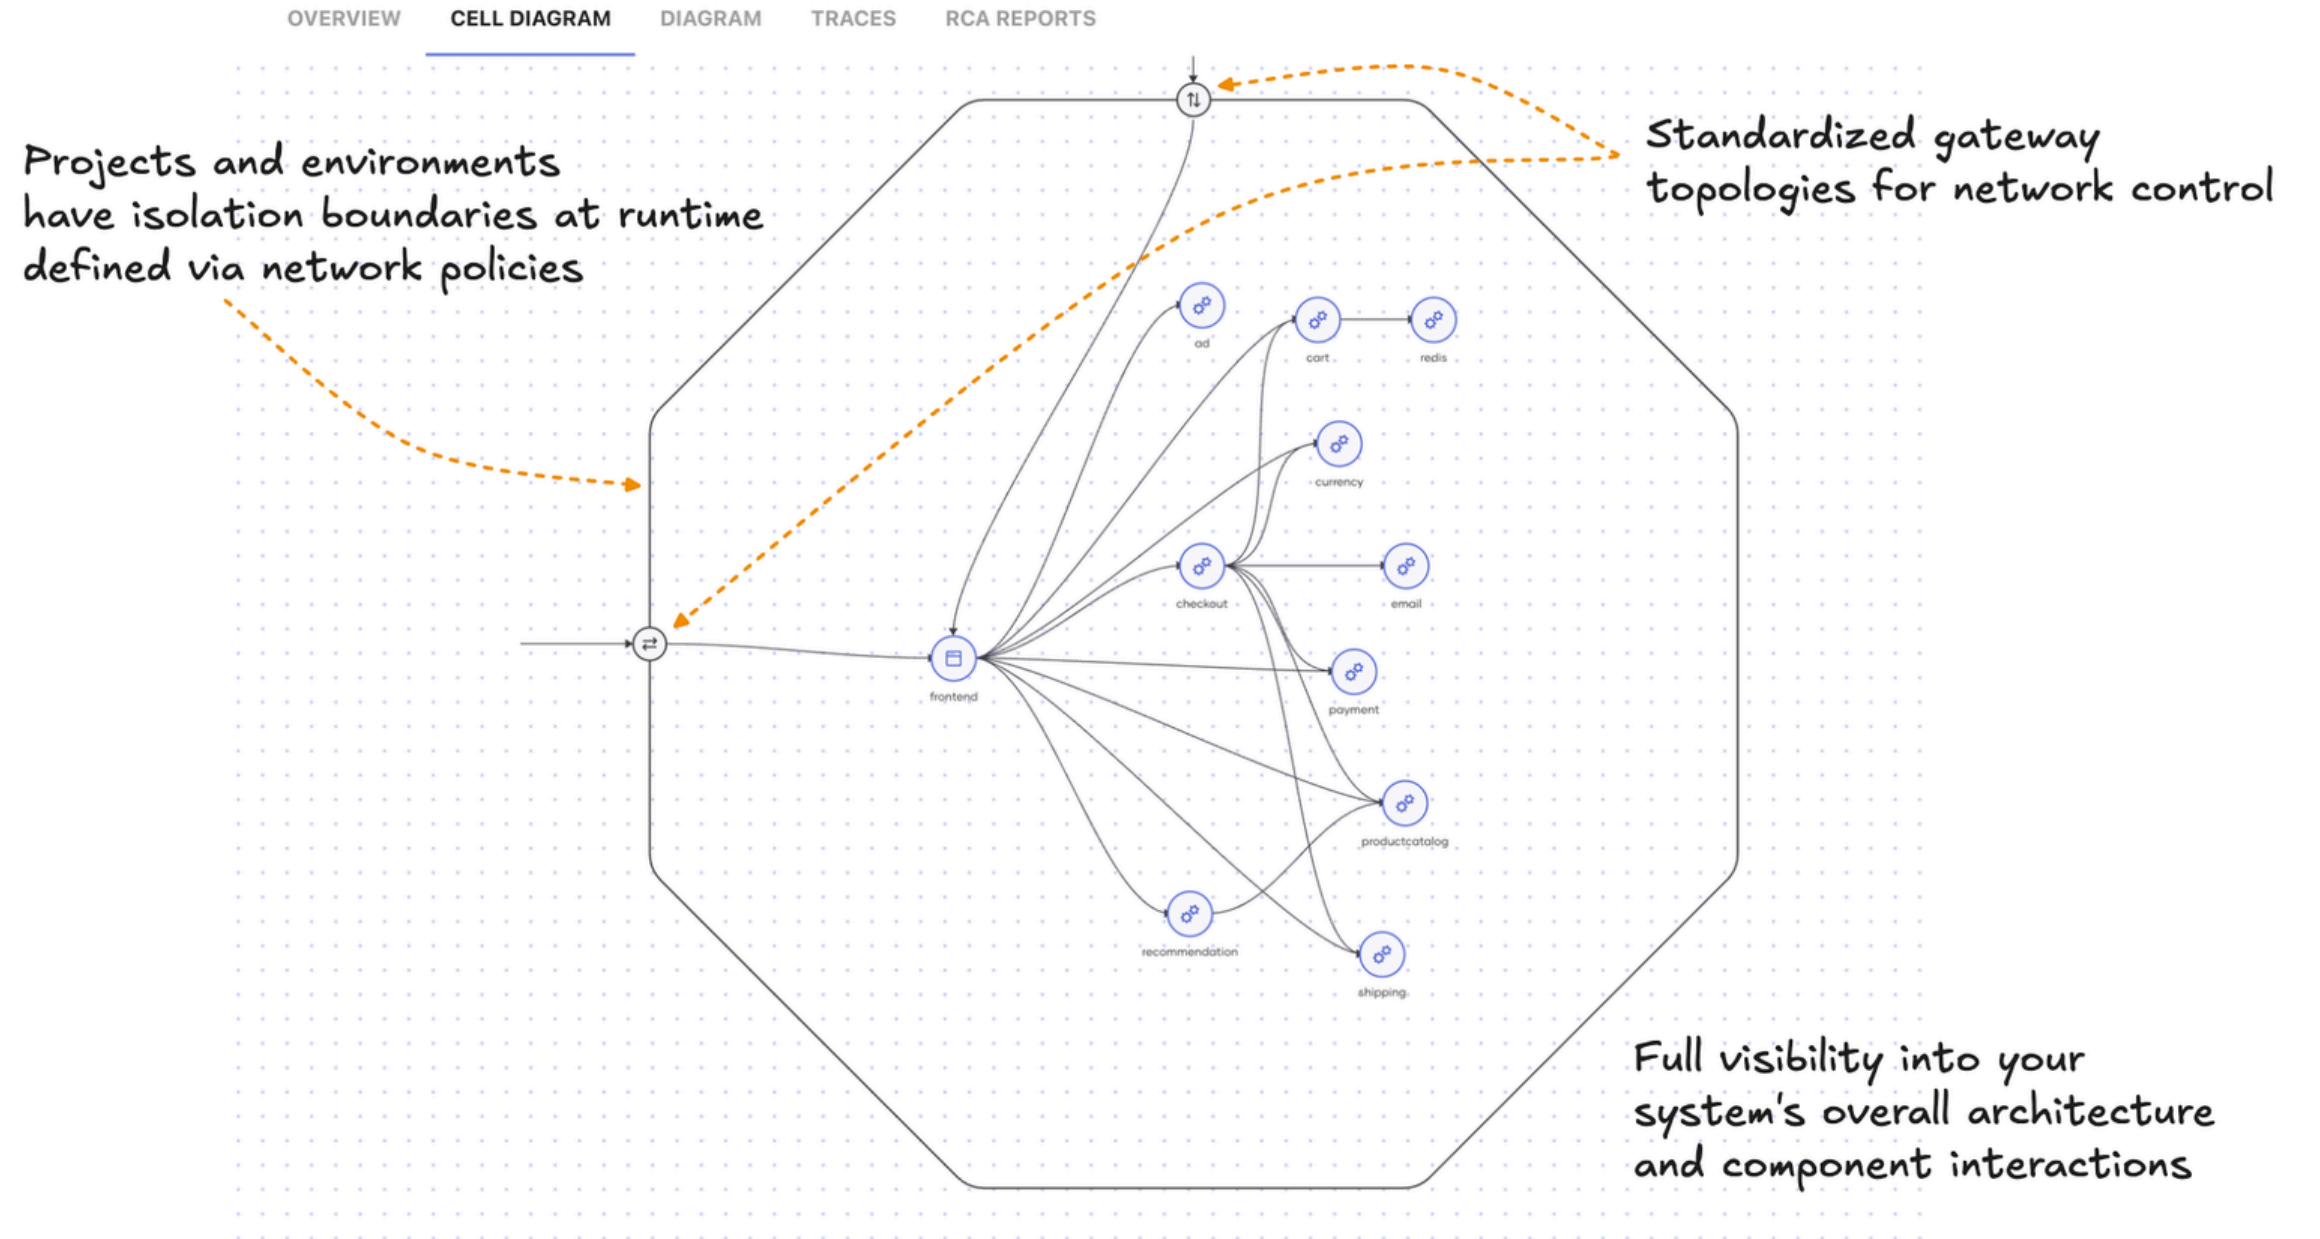 OVERVIEW
CELL DIAGRAM
DIAGRAM
TRACES
RCA REPORTS
Projects and environments
have isolation boundaries at runtime
defined via network policies
Standardized gateway
topologies for network control
ad
cart
redis
currency
checkout
email
frontend
payment
productcatalog
recommendation
shipping
Full visibility into your
system's overall architecture
and component interactions